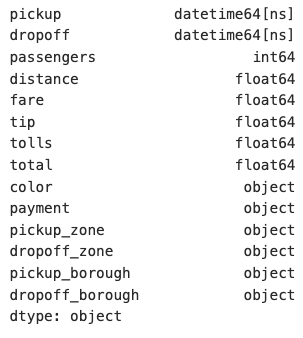 pickup datetime64[ns]
dropoff datetime64[ns]
passengers int64
distance float64
fare float64
tip float64
tolls float64
total float64
color object
payment object
pickup_zone object
dropoff_zone object
pickup_borough object
dropoff_borough object
dtype: object